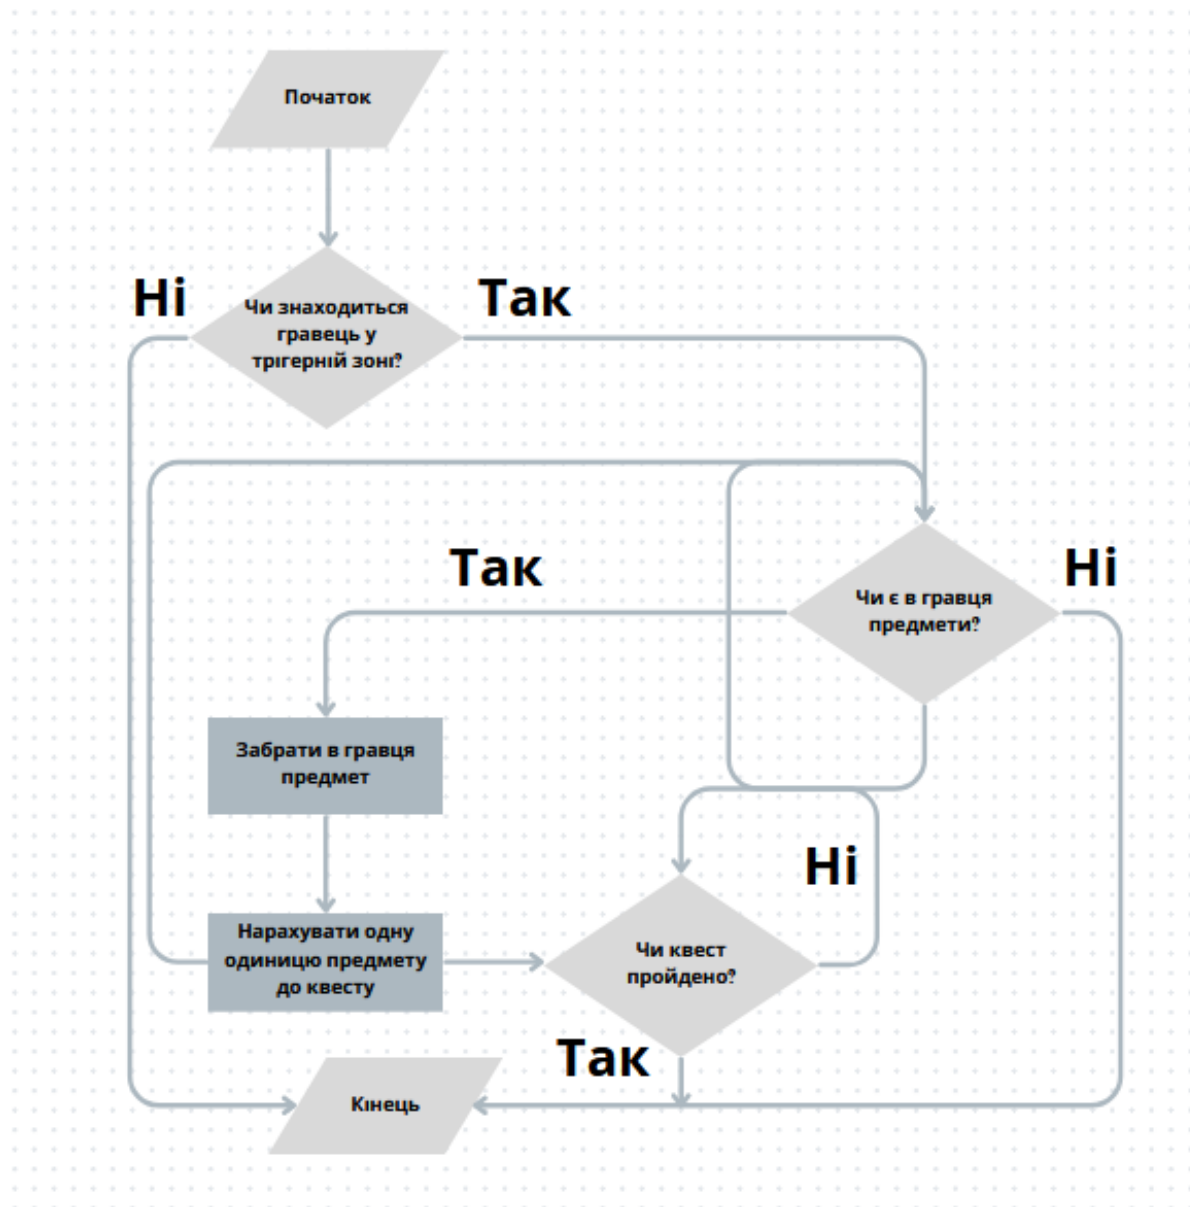 Початок
Ні
Так
Чи знаходиться
гравець у
трігерній зоні?
Так
Ні
Чи є в гравця
предмети?
Забрати в гравця
предмет
Ні
Нарахувати одну
одиницю предмету
до квесту
Чи квест
пройдено?
Так
Кінець